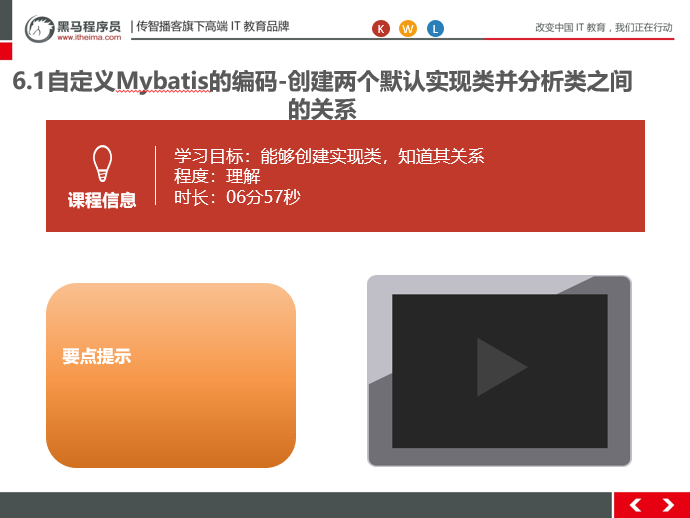 黑马程序员
www.itheima.com
传智播客旗下高端 IT 教育品牌
K W L
改变中国 IT 教育，我们正在行动
6.1自定义Mybatis的编码-创建两个默认实现类并分析类之间
的关系
课程信息
学习目标：能够创建实现类，知道其关系
程度：理解
时长：06分57秒
要点提示